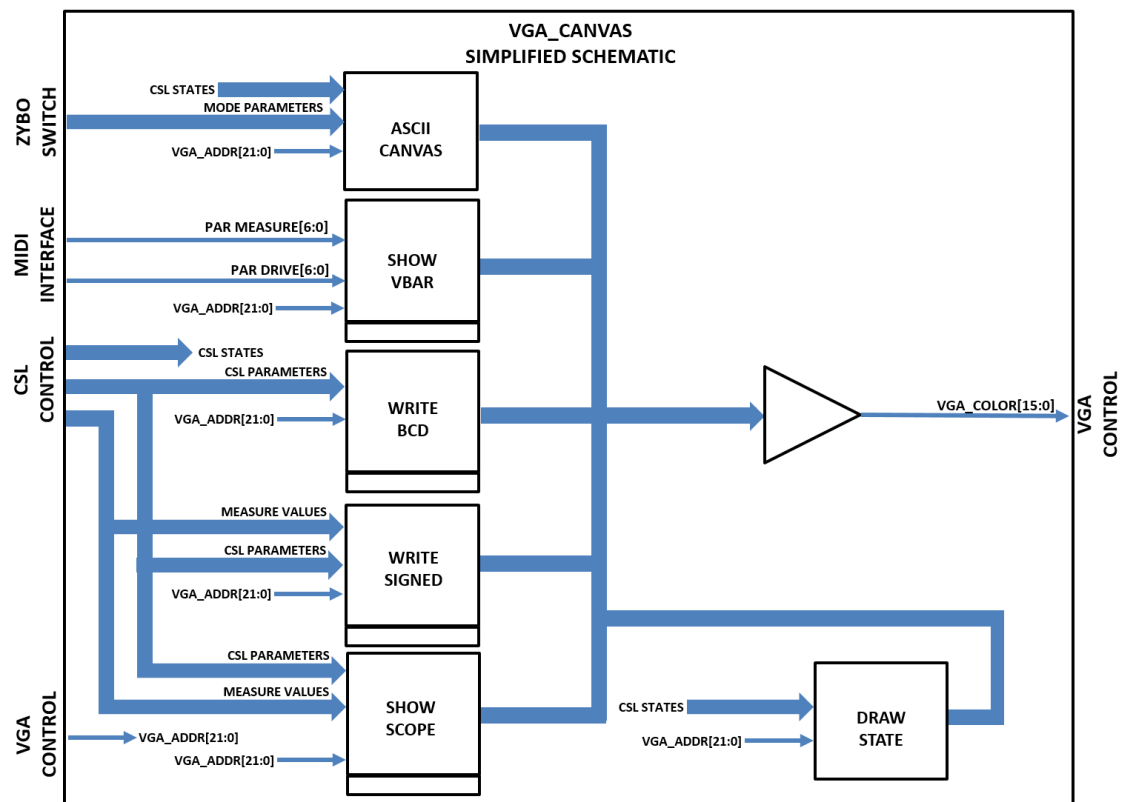 VGA_CANVAS
SIMPLIFIED SCHEMATIC
ZYBO
SWITCH
CSL STATES
MODE PARAMETERS
VGA_ADDR[21:0]
ASCII
CANVAS
MIDI
INTERFACE
PAR MEASURE[6:0]
PAR DRIVE[6:0]
VGA_ADDR[21:0]
SHOW
VBAR
CSL
CONTROL
CSL STATES
CSL PARAMETERS
VGA_ADDR[21:0]
WRITE
BCD
VGA_COLOR[15:0]
VGA
CONTROL
MEASURE VALUES
CSL PARAMETERS
VGA_ADDR[21:0]
WRITE
SIGNED
CSL PARAMETERS
MEASURE VALUES
VGA
CONTROL
VGA_ADDR[21:0]
VGA_ADDR[21:0]
SHOW
SCOPE
CSL STATES
VGA_ADDR[21:0]
DRAW
STATE